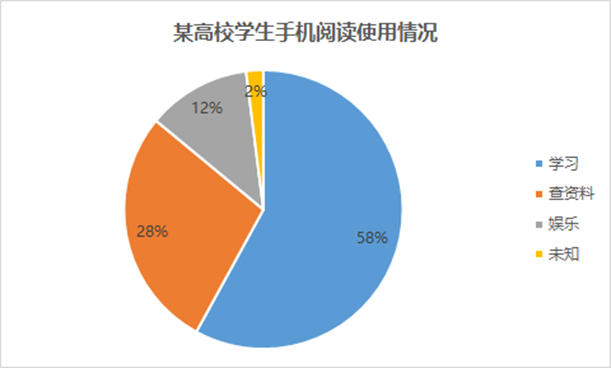 某高校学生手机阅读使用情况
2%
12%
28%
58%
学习
查资料
娱乐
未知